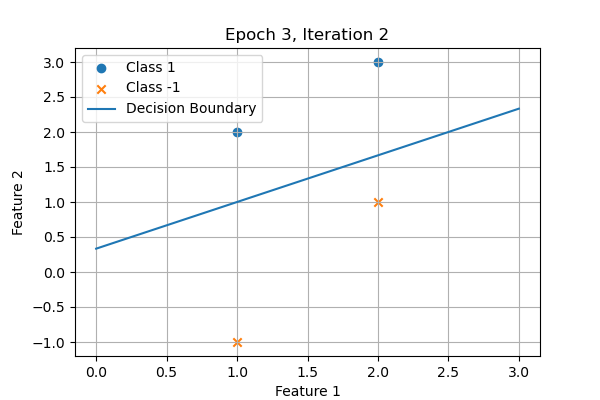 Epoch 3, Iteration 2
Class 1
Class -1
Decision Boundary
Feature 2
3.0
2.5
2.0
1.5
1.0
0.5
0.0
−0.5
−1.0
0.0 0.5 1.0 1.5 2.0 2.5 3.0
Feature 1